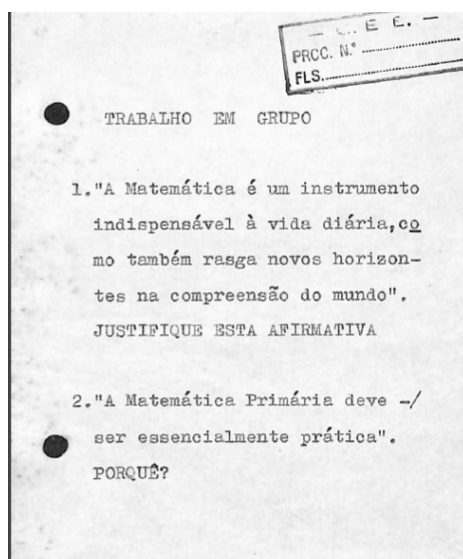 — C. E E. —
PROC. N.º
FLS.
TRABALHO EM GRUPO
1."A Matemática é um instrumento
indispensável à vida diária,co
mo também rasga novos horizon-
tes na compreensão do mundo".
JUSTIFIQUE ESTA AFIRMATIVA
2."A Matemática Primária deve -/
ser essencialmente prática".
PORQUÊ?